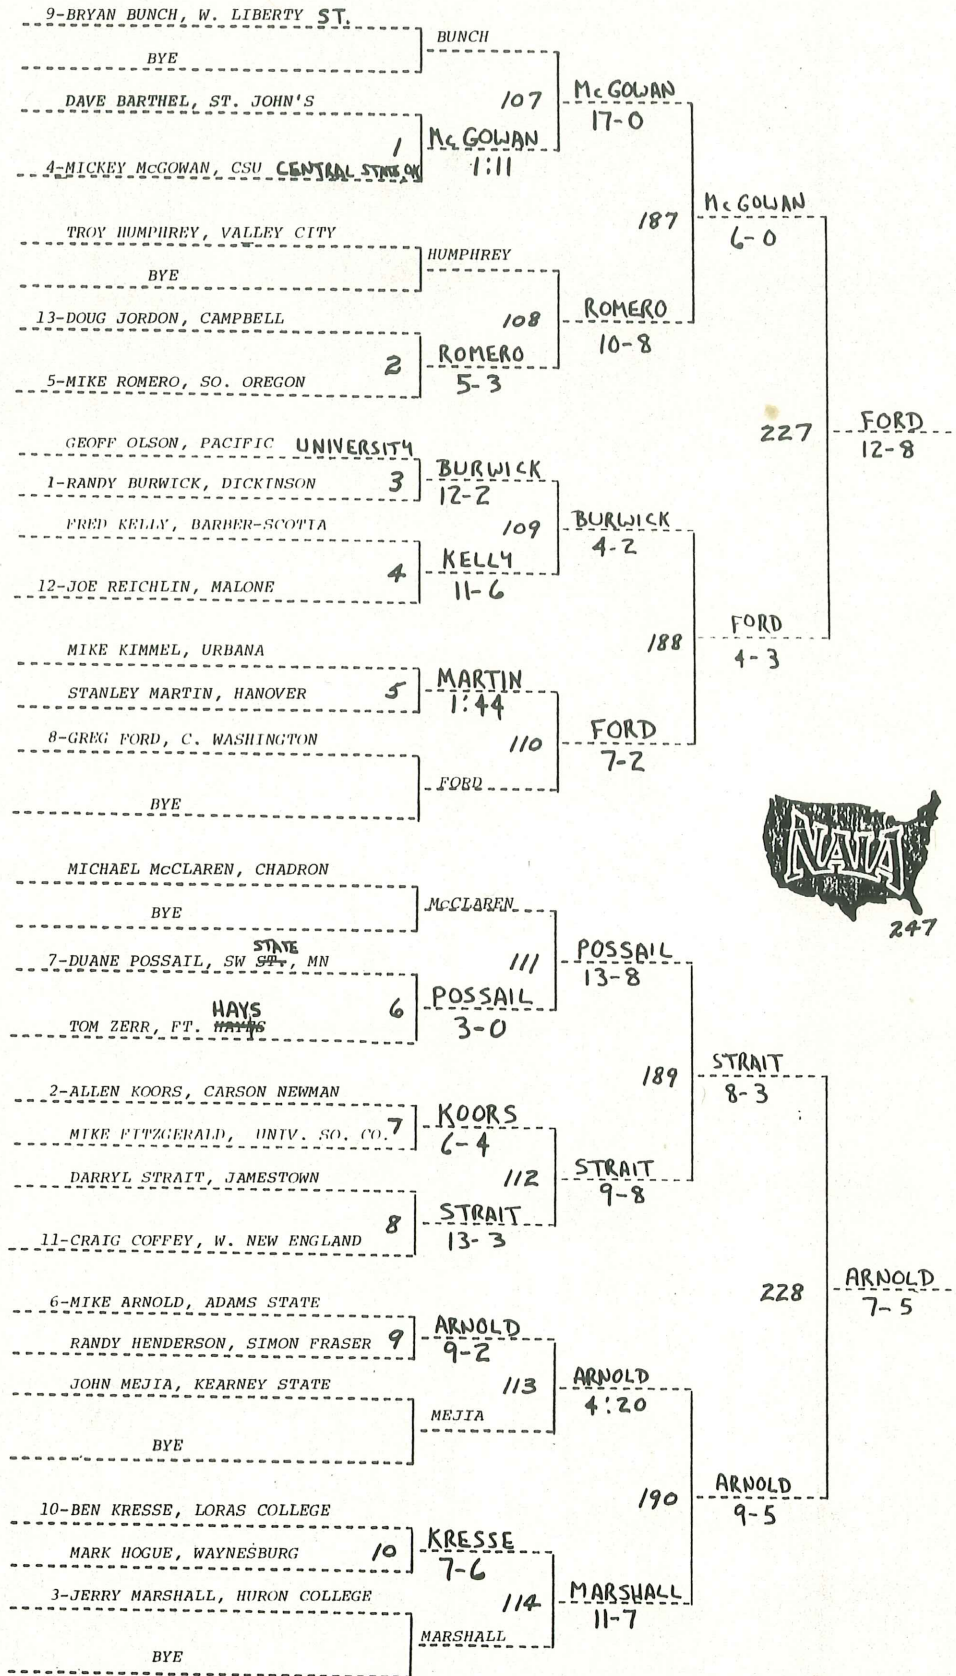 9-BRYAN BUNCH, W. LIBERTY ST.
BUNCH
BYE
107
McGOWAN
17-0
DAVE BARTHEL, ST. JOHN'S
1
McGOWAN
1:11
4-MICKEY McGOWAN, CSU CENTRAL STATE, OK
187
McGOWAN
6-0
TROY HUMPHREY, VALLEY CITY
HUMPHREY
BYE
108
ROMERO
10-8
13-DOUG JORDON, CAMPBELL
2
ROMERO
5-3
5-MIKE ROMERO, SO. OREGON
227
FORD
12-8
GEOFF OLSON, PACIFIC UNIVERSITY
3
BURWICK
12-2
1-RANDY BURWICK, DICKINSON
109
BURWICK
4-2
FRED KELLY, BARBER-SCOTIA
4
KELLY
11-6
12-JOE REICHLIN, MALONE
188
FORD
4-3
MIKE KIMMEL, URBANA
5
MARTIN
1:44
STANLEY MARTIN, HANOVER
110
FORD
7-2
8-GREG FORD, C. WASHINGTON
FORD
BYE
NAIA
247
MICHAEL McCLAREN, CHADRON
McCLAREN
BYE
111
POSSAIL
13-8
STATE
7-DUANE POSSAIL, SW ST., MN
6
POSSAIL
3-0
HAYS
TOM ZERR, FT. HAYES
189
STRAIT
8-3
2-ALLEN KOORS, CARSON NEWMAN
7
KOORS
6-4
MIKE FITZGERALD, UNIV. SO. CO.
112
STRAIT
9-8
DARRYL STRAIT, JAMESTOWN
8
STRAIT
13-3
11-CRAIG COFFEY, W. NEW ENGLAND
228
ARNOLD
7-5
6-MIKE ARNOLD, ADAMS STATE
9
ARNOLD
9-2
RANDY HENDERSON, SIMON FRASER
113
ARNOLD
4:20
JOHN MEJIA, KEARNEY STATE
MEJIA
BYE
190
ARNOLD
9-5
10-BEN KRESSE, LORAS COLLEGE
10
KRESSE
7-6
MARK HOGUE, WAYNESBURG
114
MARSHALL
11-7
3-JERRY MARSHALL, HURON COLLEGE
MARSHALL
BYE